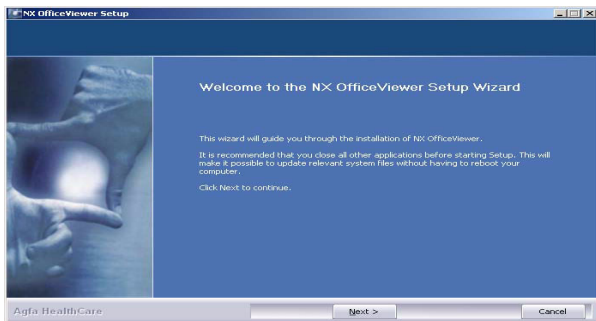 NX OfficeViewer Setup
Welcome to the NX OfficeViewer Setup Wizard
This wizard will guide you through the installation of NX OfficeViewer.
It is recommended that you close all other applications before starting Setup. This will
make it possible to update relevant system files without having to reboot your
computer.
Click Next to continue.
Agfa HealthCare
Next >
Cancel